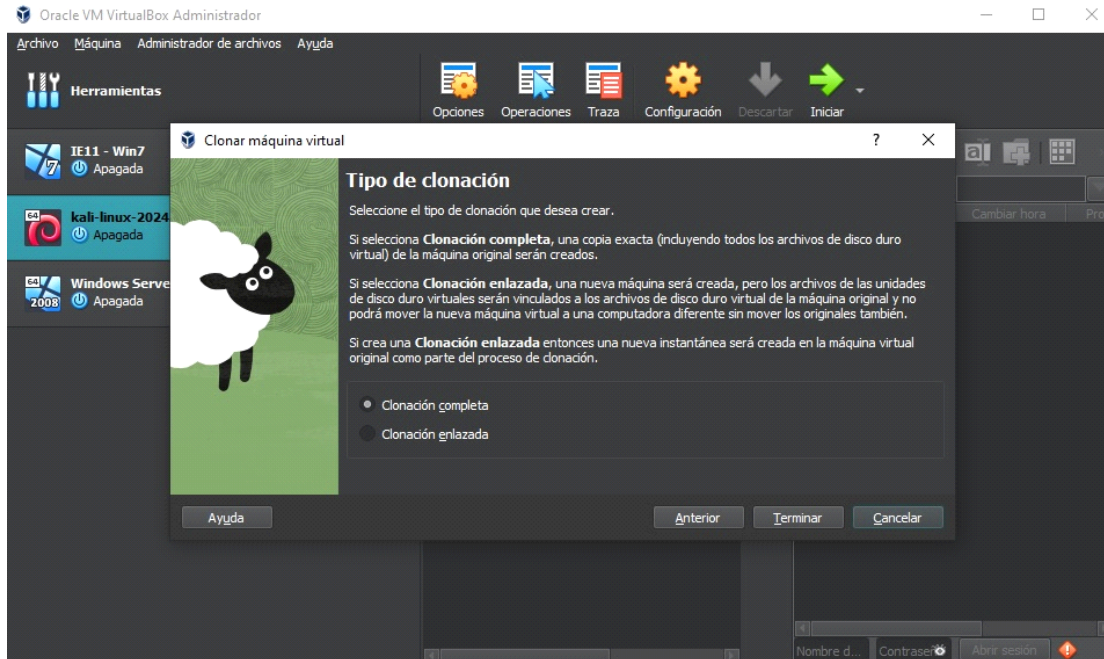 Oracle VM VirtualBox Administrador
Archivo Máquina Administrador de archivos Ayuda
Herramientas
Opciones Operaciones Traza Configuración Descartar Iniciar
IE11 - Win7
Apagada
64
kali-linux-2024
Apagada
64
2008
Windows Serve
Apagada
Clonar máquina virtual
Tipo de clonación
Seleccione el tipo de clonación que desea crear.
Si selecciona Clonación completa, una copia exacta (incluyendo todos los archivos de disco duro
virtual) de la máquina original serán creados.
Si selecciona Clonación enlazada, una nueva máquina será creada, pero los archivos de las unidades
de disco duro virtuales serán vinculados a los archivos de disco duro virtual de la máquina original y no
podrá mover la nueva máquina virtual a una computadora diferente sin mover los originales también.
Si crea una Clonación enlazada entonces una nueva instantánea será creada en la máquina virtual
original como parte del proceso de clonación.
Clonación completa
Clonación enlazada
Ayuda Anterior Terminar Cancelar
Cambiar hora Pro
Nombre d... Contraseñ Abrir sesión